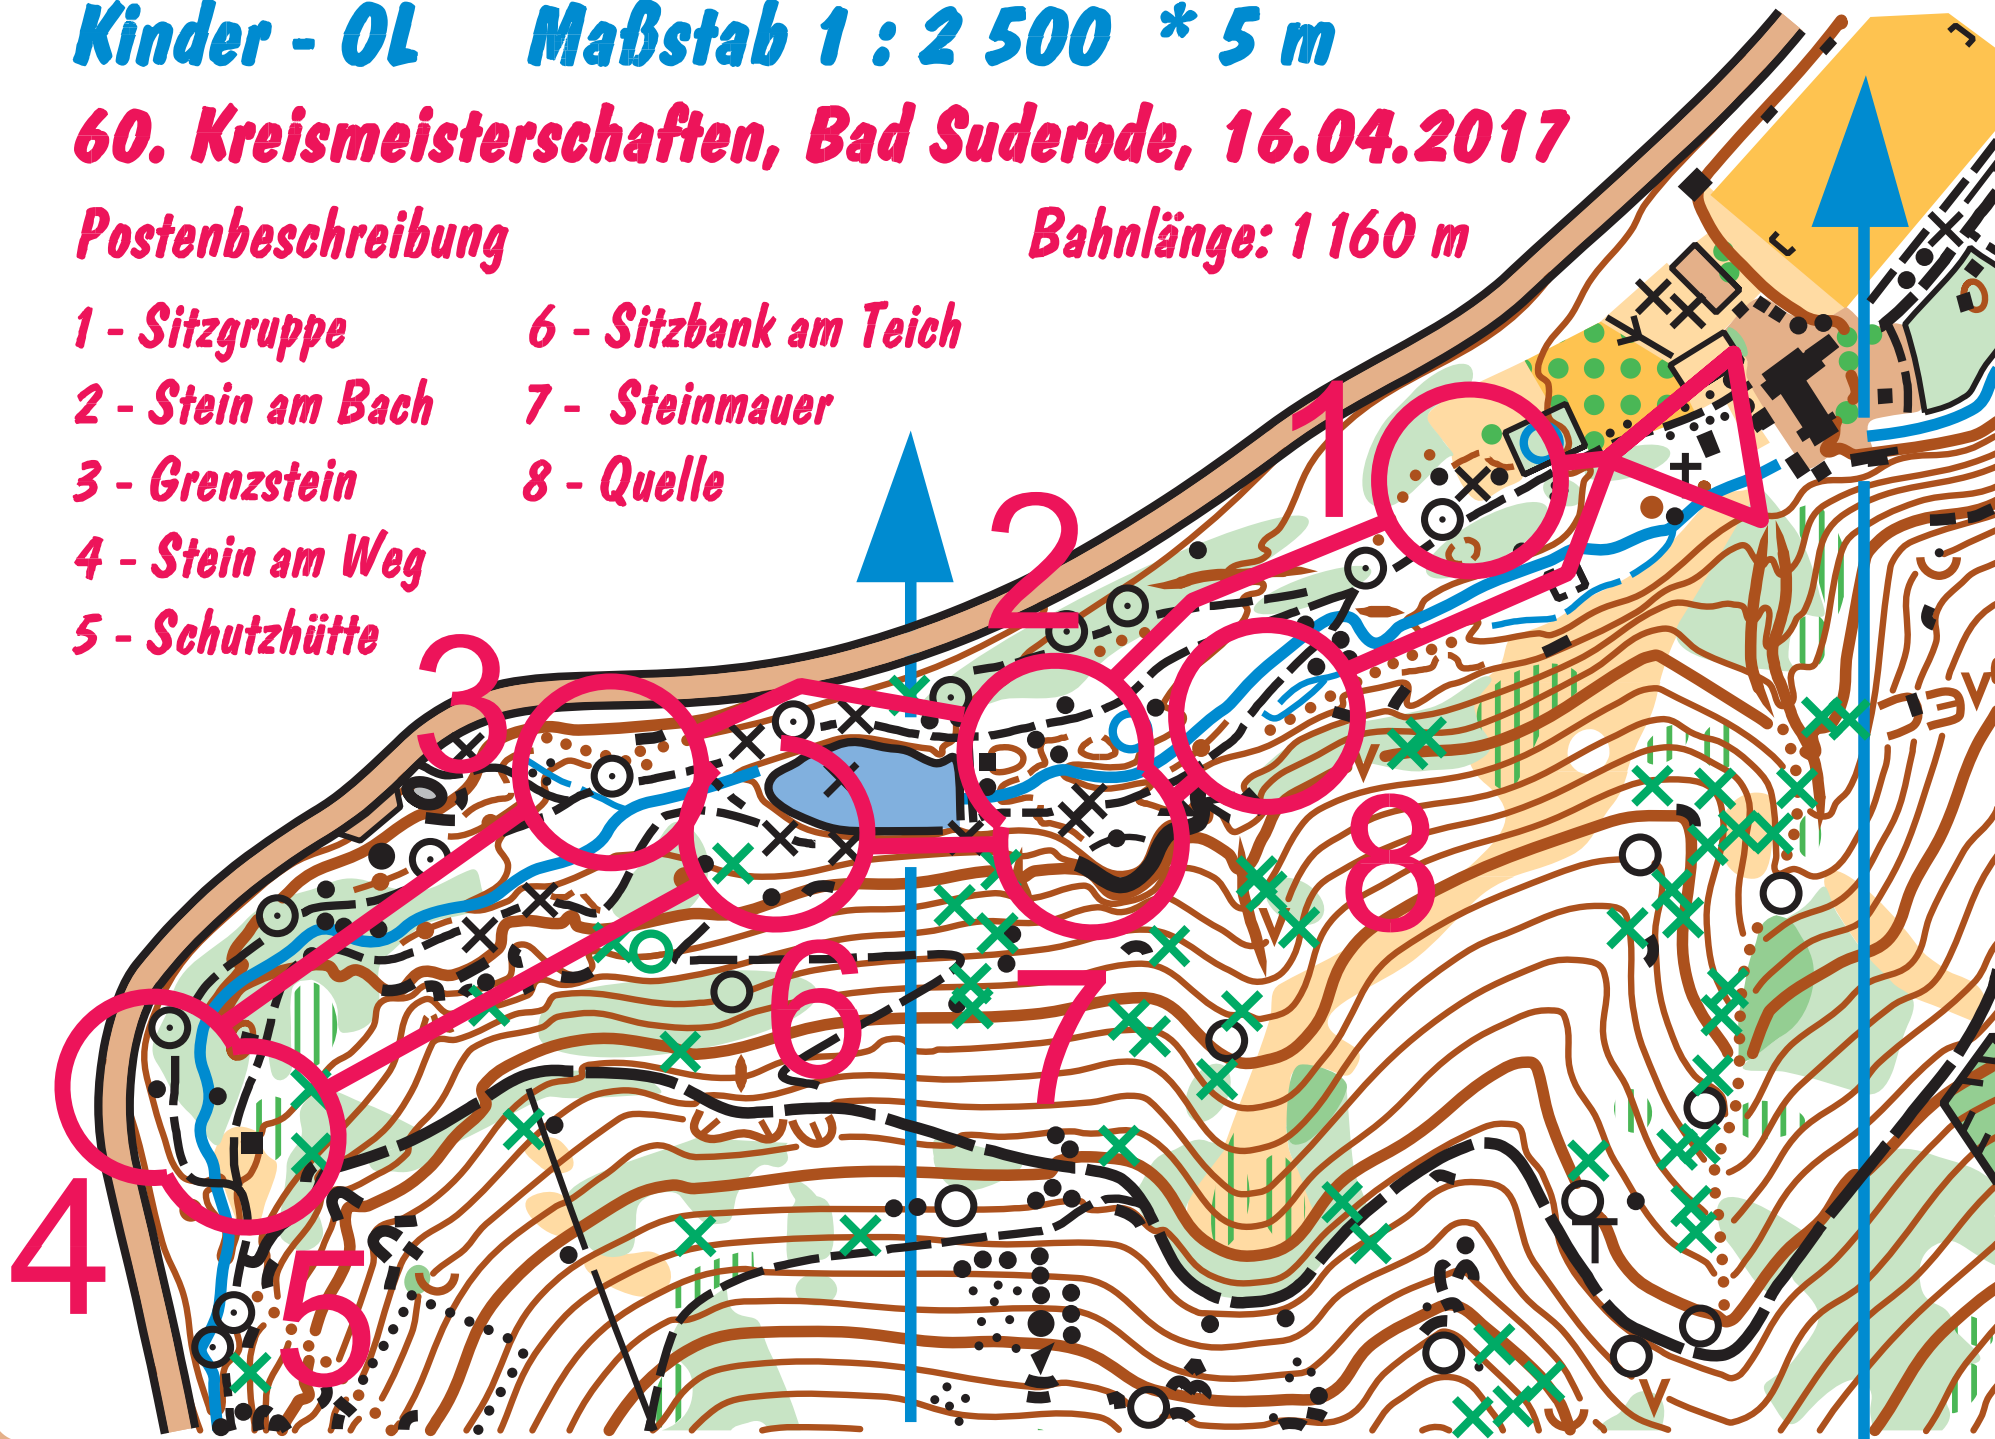 Kinder - OL Maßstab 1 : 2 500 * 5 m
60. Kreismeisterschaften, Bad Suderode, 16.04.2017
Postenbeschreibung Bahnlänge: 1 160 m
1 - Sitzgruppe 6 - Sitzbank am Teich
2 - Stein am Bach 7 - Steinmauer
3 - Grenzstein 8 - Quelle
4 - Stein am Weg
5 - Schutzhütte
1
2
3
8
6
7
4
5